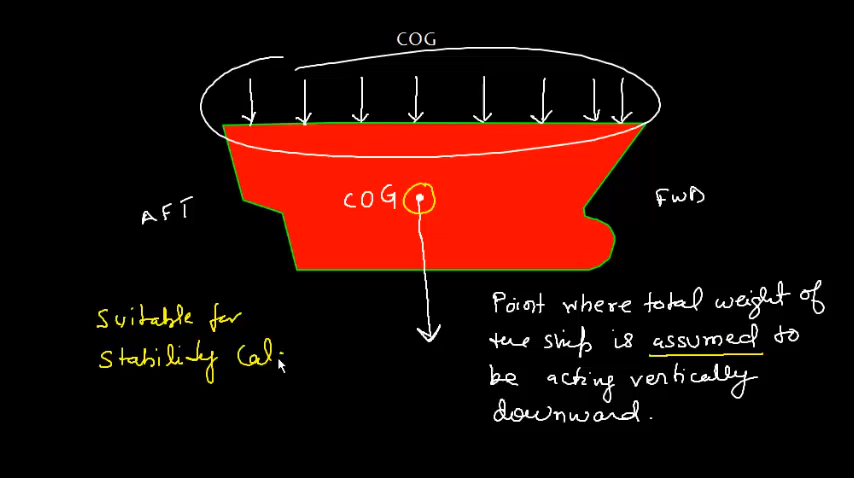 COG
COG
AFT
FWD
Suitable for
Stability Cal:
Point where total weight of
the ship is assumed to
be acting vertically
downward.